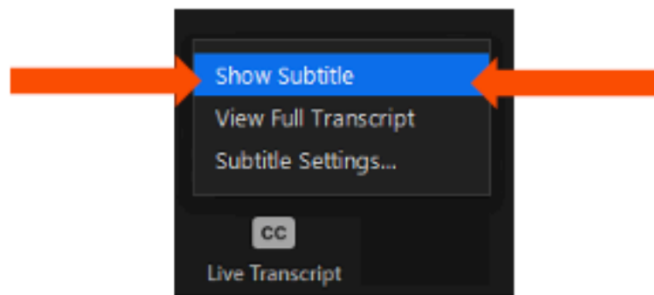 Show Subtitle
View Full Transcript
Subtitle Settings...
CC
Live Transcript